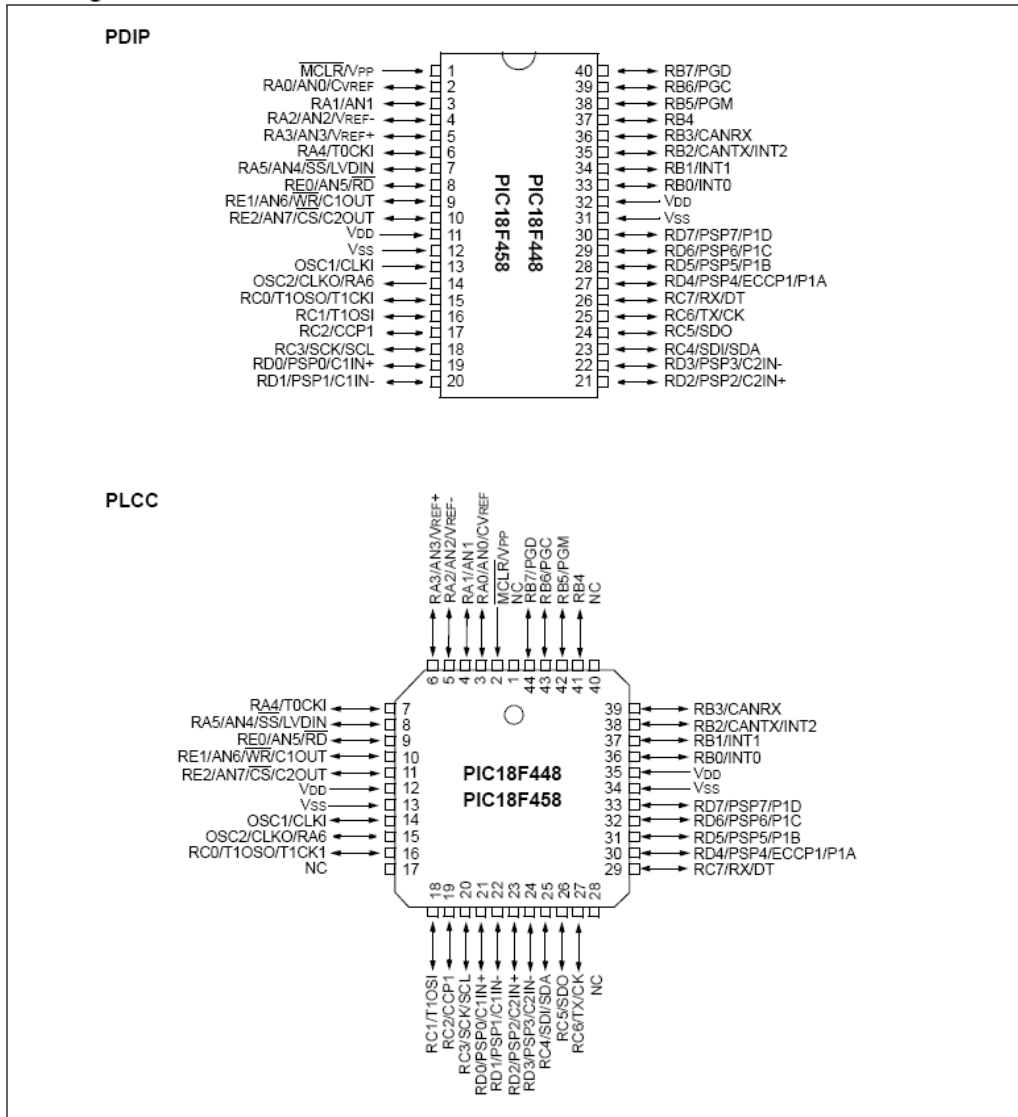 PDIP
MCLR/VPP 1 40 RB7/PGD
RA0/AN0/CVREF 2 39 RB6/PGC
RA1/AN1 3 38 RB5/PGM
RA2/AN2/VREF- 4 37 RB4
RA3/AN3/VREF+ 5 36 RB3/CANRX
RA4/T0CKI 6 35 RB2/CANTX/INT2
RA5/AN4/SS/LVDIN 7 34 RB1/INT1
RE0/AN5/RD 8 33 RB0/INT0
RE1/AN6/WR/C1OUT 9 32 VDD
RE2/AN7/CS/C2OUT 10 31 VSS
VDD 11 30 RD7/PSP7/P1D
VSS 12 29 RD6/PSP6/P1C
OSC1/CLKI 13 28 RD5/PSP5/P1B
OSC2/CLKO/RA6 14 27 RD4/PSP4/ECCP1/P1A
RC0/T1OSO/T1CKI 15 26 RC7/RX/DT
RC1/T1OSI 16 25 RC6/TX/CK
RC2/CCP1 17 24 RC5/SDO
RC3/SCK/SCL 18 23 RC4/SDI/SDA
RD0/PSP0/C1IN+ 19 22 RD3/PSP3/C2IN-
RD1/PSP1/C1IN- 20 21 RD2/PSP2/C2IN+
PIC18F448
PIC18F458
PLCC
RA3/AN3/VREF+
RA2/AN2/VREF-
RA1/AN1
RA0/AN0/CVREF
MCLR/VPP
NC
RB7/PGD
RB6/PGC
RB5/PGM
RB4
NC
6 5 4 3 2 1 44 43 42 41 40
RA4/T0CKI 7 39 RB3/CANRX
RA5/AN4/SS/LVDIN 8 38 RB2/CANTX/INT2
RE0/AN5/RD 9 37 RB1/INT1
RE1/AN6/WR/C1OUT 10 36 RB0/INT0
RE2/AN7/CS/C2OUT 11 35 VDD
VDD 12 34 VSS
VSS 13 33 RD7/PSP7/P1D
OSC1/CLKI 14 32 RD6/PSP6/P1C
OSC2/CLKO/RA6 15 31 RD5/PSP5/P1B
RC0/T1OSO/T1CK1 16 30 RD4/PSP4/ECCP1/P1A
NC 17 29 RC7/RX/DT
PIC18F448
PIC18F458
18 19 20 21 22 23 24 25 26 27 28
RC1/T1OSI
RC2/CCP1
RC3/SCK/SCL
RD0/PSP0/C1IN+
RD1/PSP1/C1IN-
RD2/PSP2/C2IN+
RD3/PSP3/C2IN-
RC4/SDI/SDA
RC5/SDO
RC6/TX/CK
NC